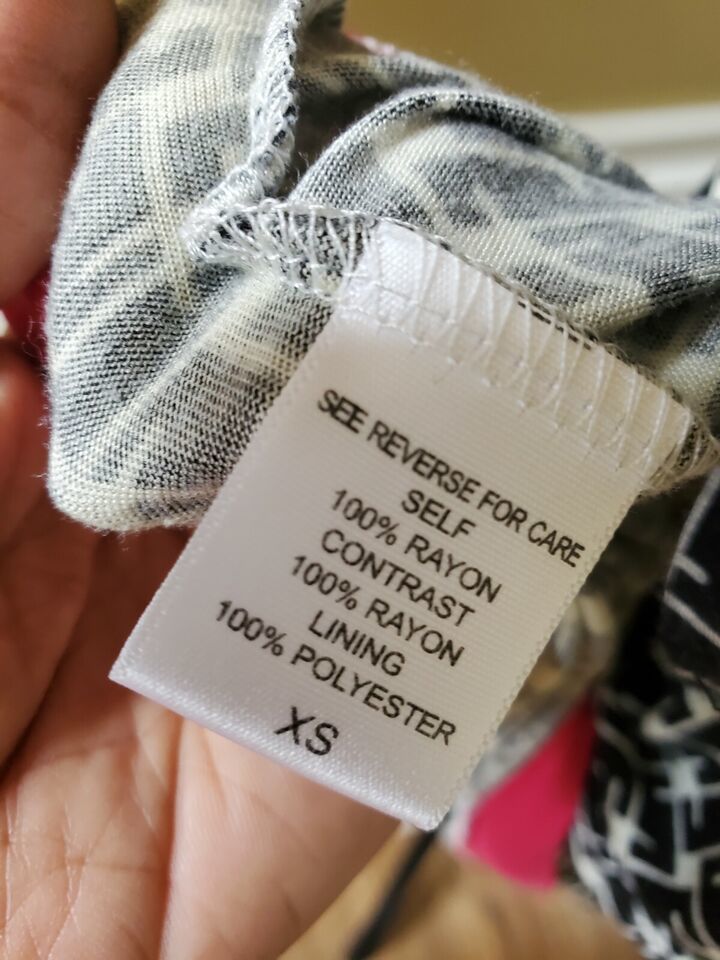 SEE REVERSE FOR CARE
SELF
100% RAYON
CONTRAST
100% RAYON
LINING
100% POLYESTER
XS